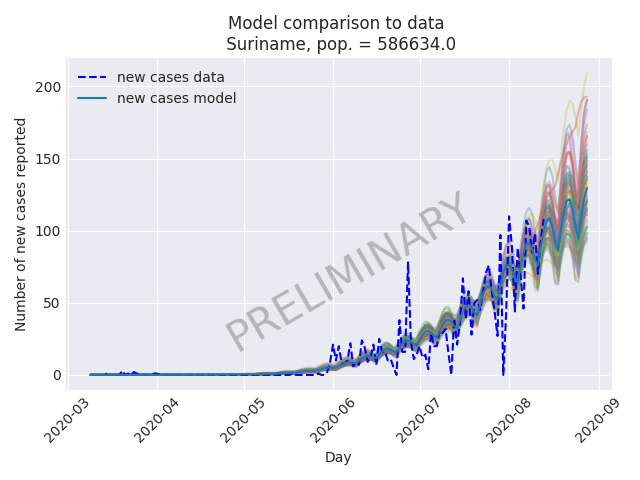 Model comparison to data
Suriname, pop. = 586634.0
new cases data
new cases model
Number of new cases reported
200
150
100
50
0
PRELIMINARY
2020-03
2020-04
2020-05
2020-06
2020-07
2020-08
2020-09
Day